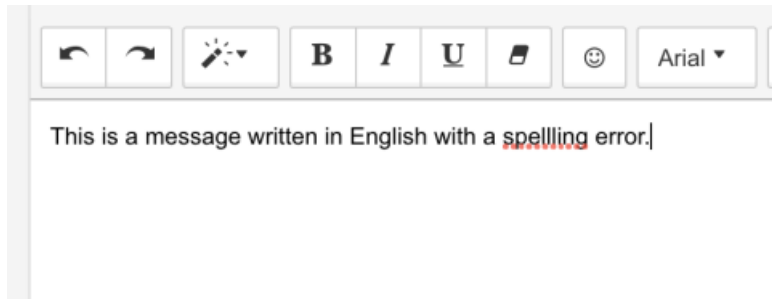 B I U Arial
This is a message written in English with a spellling error.